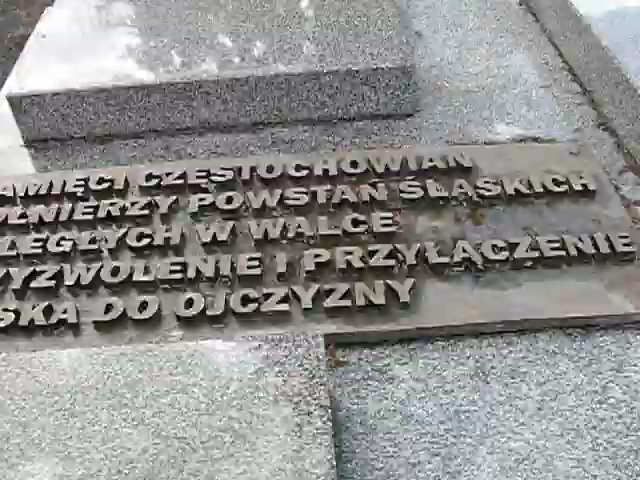 AMIĘCI CZĘSTOCHOWIAN
ŁNIERZY POWSTAŃ ŚLĄSKICH
LEGŁYCH W WALCE
YZWOLENIE I PRZYŁĄCZENIE
SKA DO OJCZYZNY